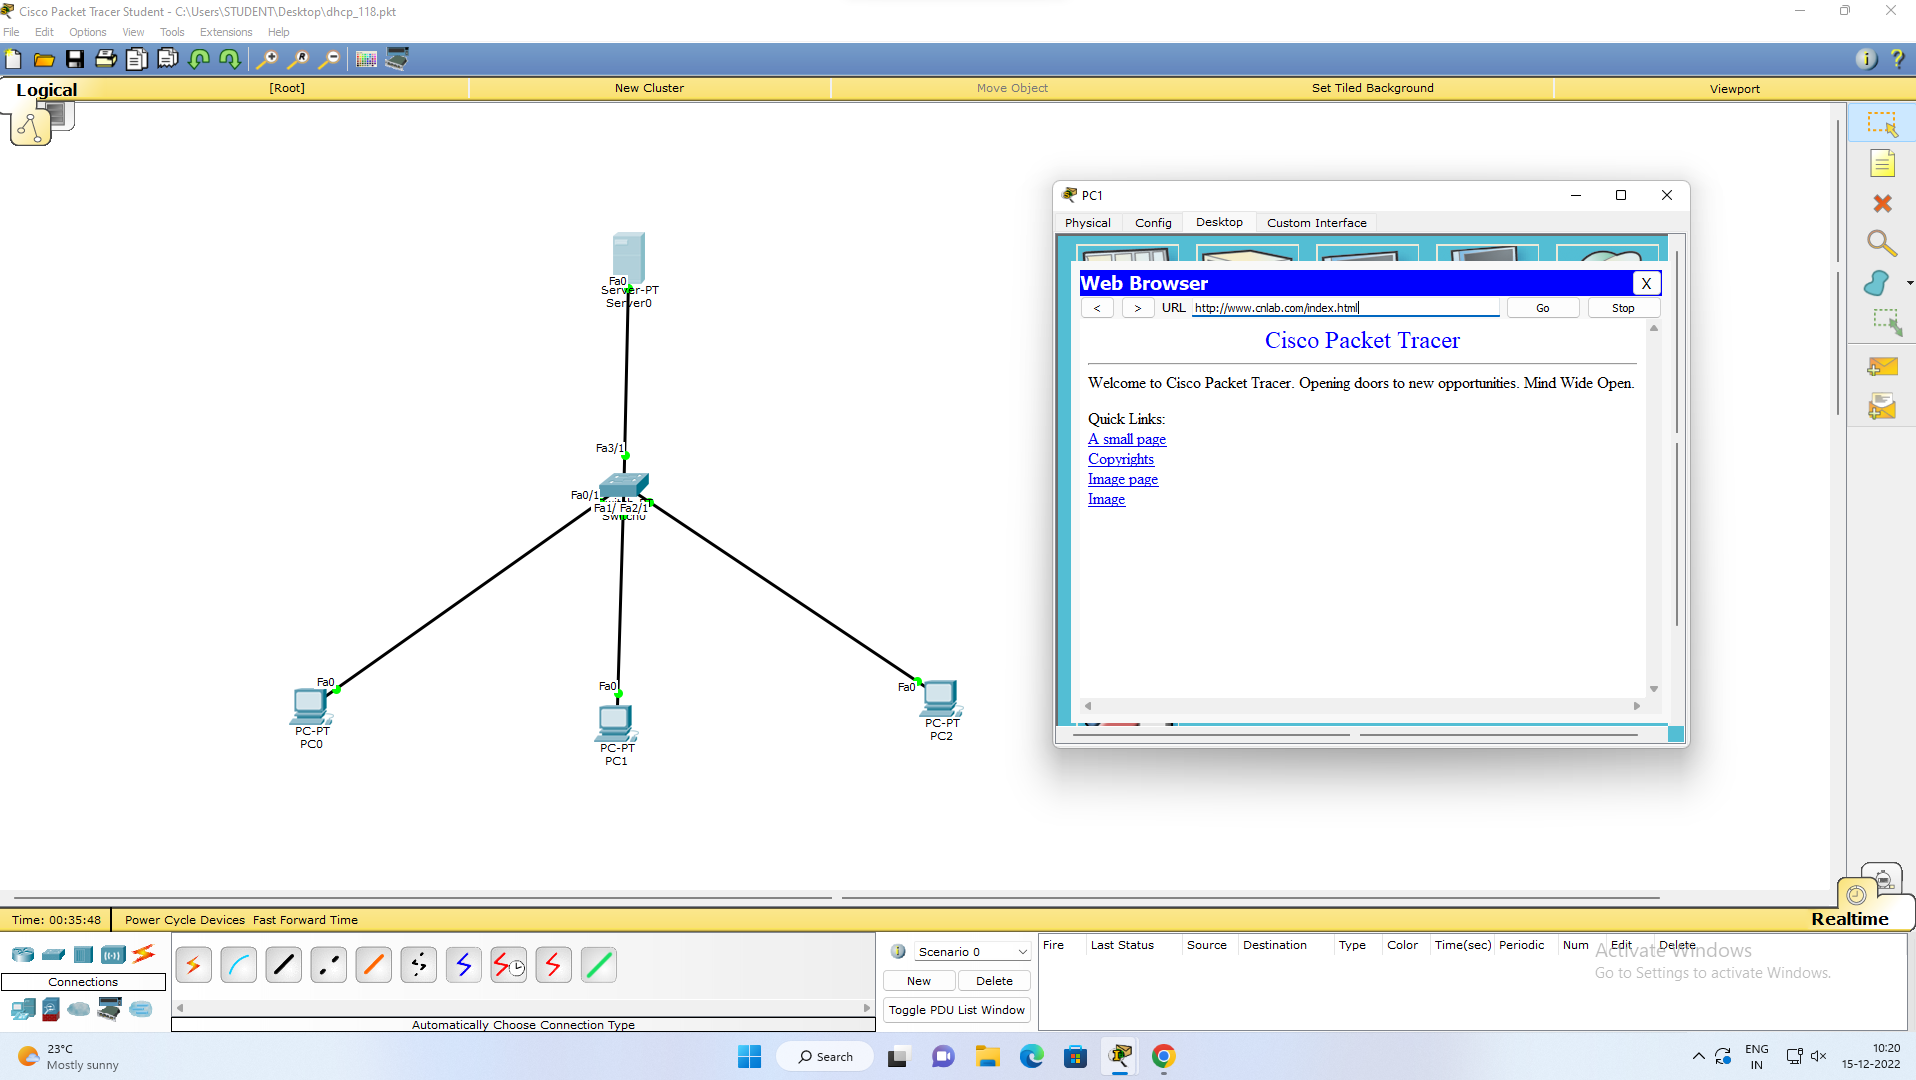 Cisco Packet Tracer Student - C:\Users\STUDENT\Desktop\dhcp_118.pkt
File Edit Options View Tools Extensions Help
Logical [Root] New Cluster Move Object Set Tiled Background Viewport
Fa0
Server-PT
Server0
Fa3/1
Fa0/1
Fa1/ Fa2/1
Switch0
Fa0
PC-PT
PC0
Fa0
PC-PT
PC1
Fa0
PC-PT
PC2
PC1
Physical Config Desktop Custom Interface
Web Browser X
< > URL http://www.cnlab.com/index.html Go Stop
Cisco Packet Tracer
Welcome to Cisco Packet Tracer. Opening doors to new opportunities. Mind Wide Open.
Quick Links:
A small page
Copyrights
Image page
Image
Time: 00:35:48 Power Cycle Devices Fast Forward Time Realtime
Connections
Automatically Choose Connection Type
Scenario 0
New Delete
Toggle PDU List Window
Fire Last Status Source Destination Type Color Time(sec) Periodic Num Edit Delete
Activate Windows
Go to Settings to activate Windows.
23°C
Mostly sunny
Search
ENG
IN
10:20
15-12-2022